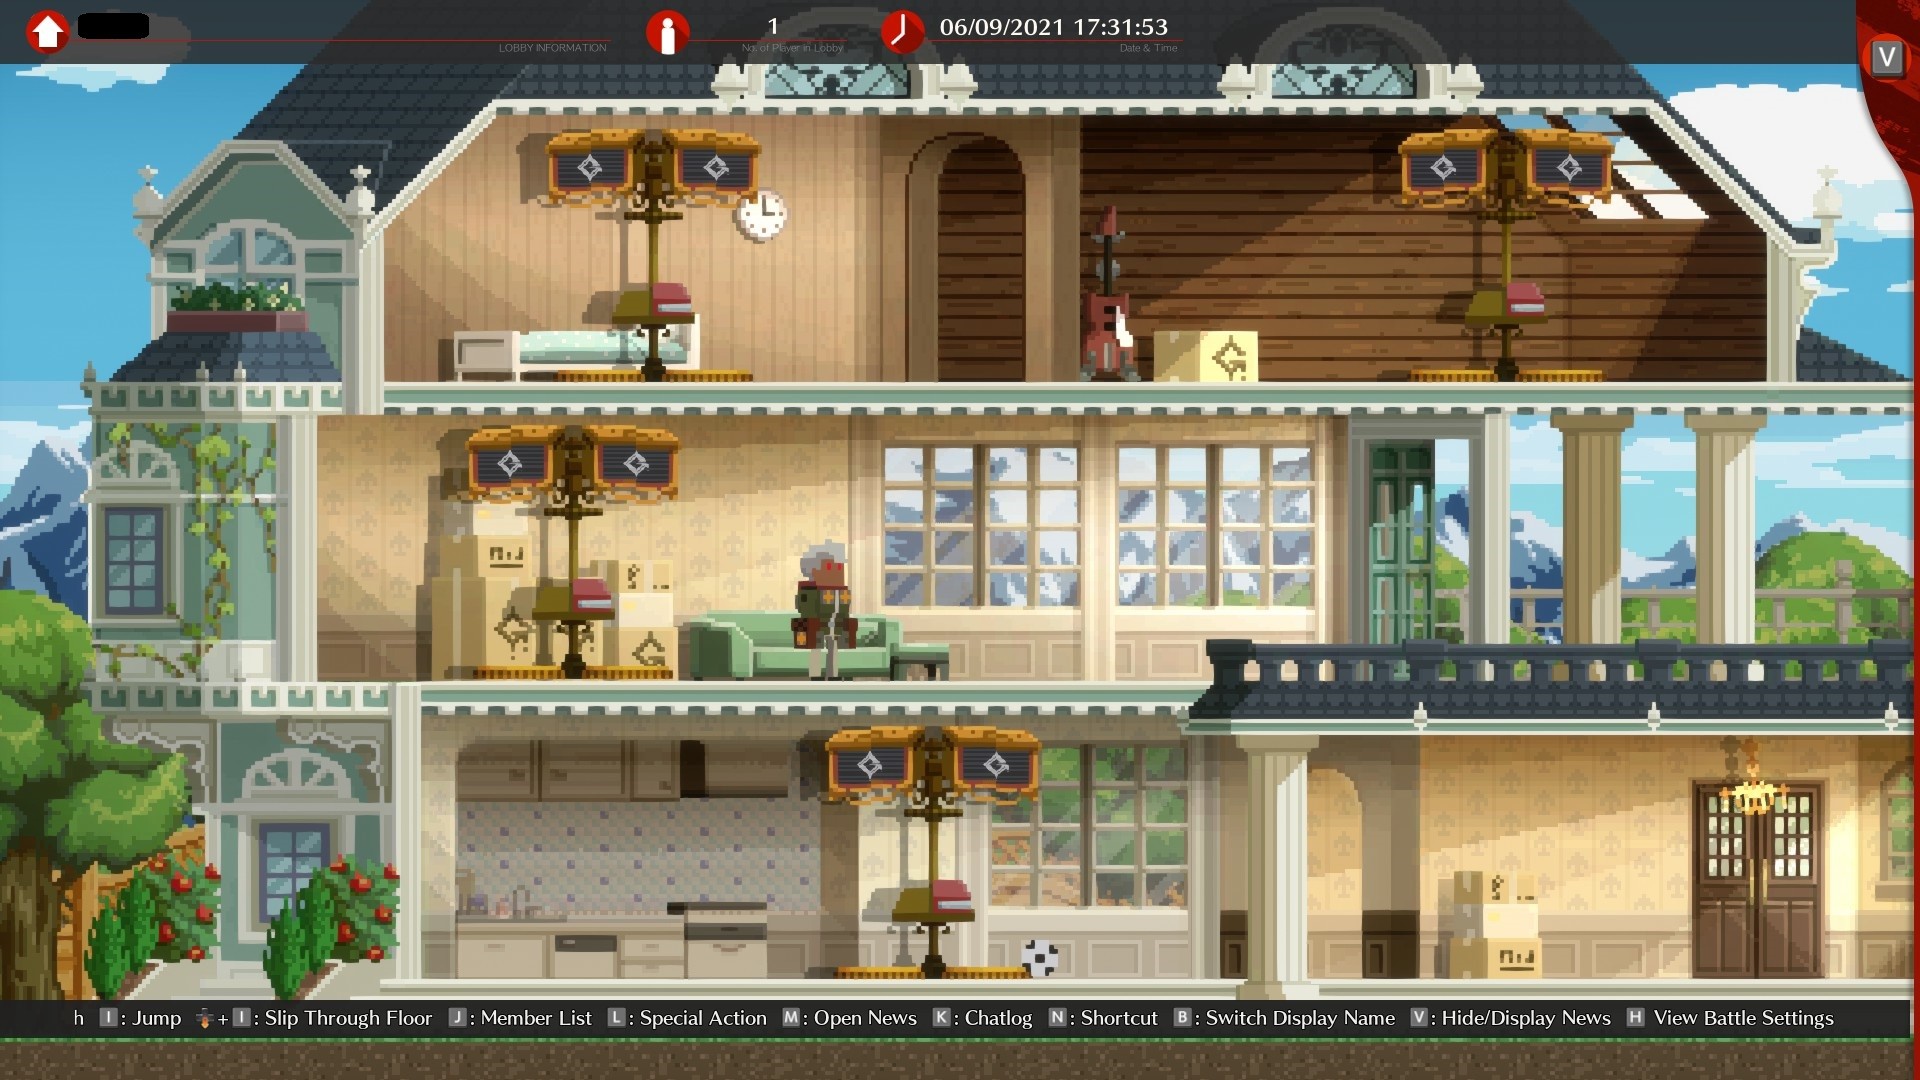 LOBBY INFORMATION
1
No. of Player in Lobby
06/09/2021 17:31:53
Date & Time
V
h I : Jump + I : Slip Through Floor J : Member List L : Special Action M : Open News K : Chatlog N : Shortcut B : Switch Display Name V : Hide/Display News H View Battle Settings